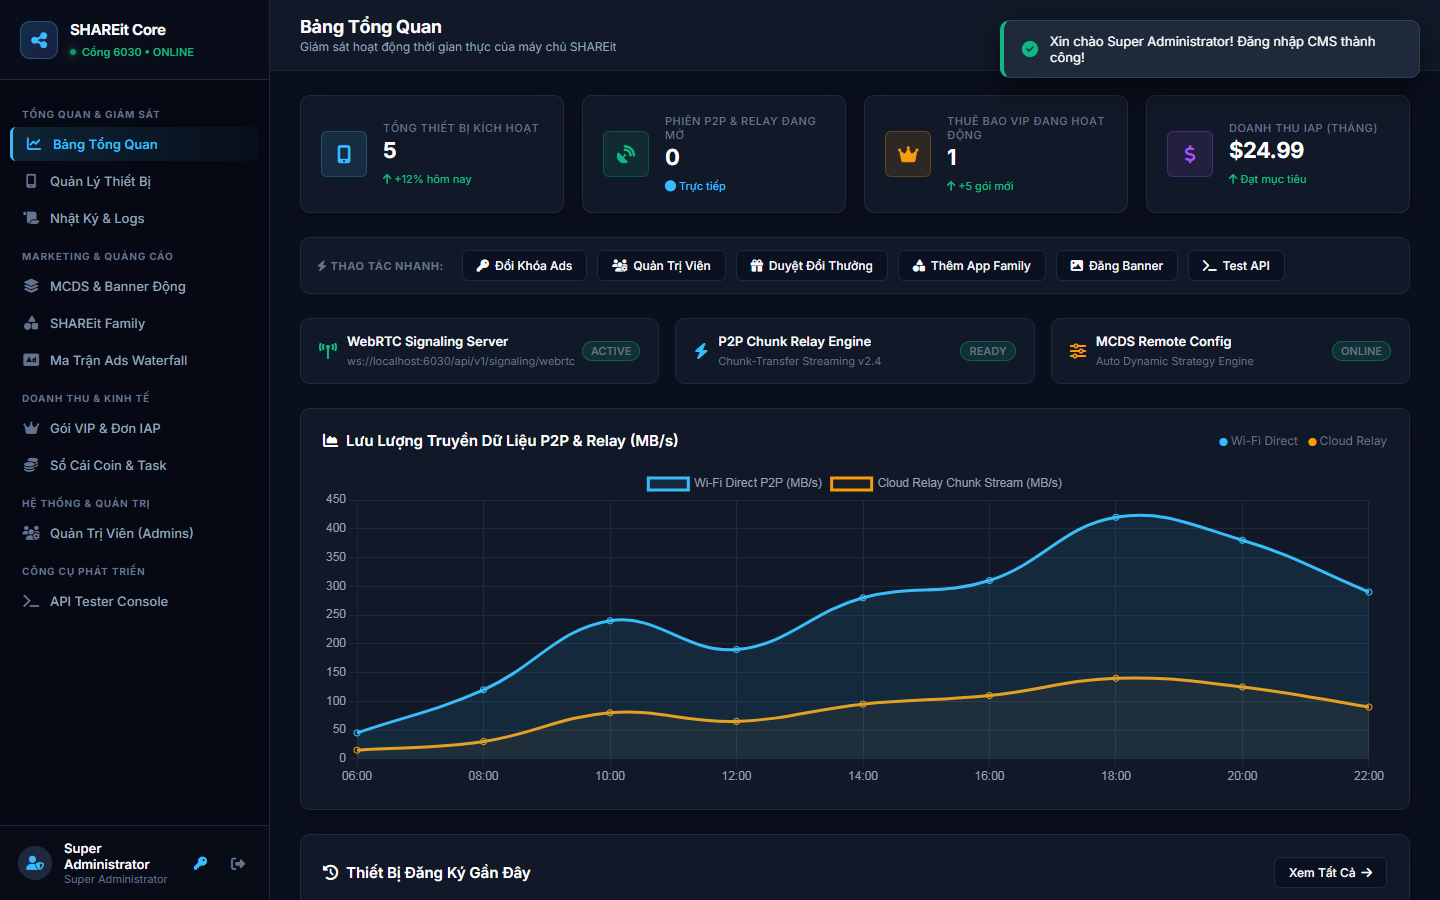 SHAREit Core
Cổng 6030 • ONLINE
TỔNG QUAN & GIÁM SÁT
Bảng Tổng Quan
Quản Lý Thiết Bị
Nhật Ký & Logs
MARKETING & QUẢNG CÁO
MCDS & Banner Động
SHAREit Family
Ad
Ma Trận Ads Waterfall
DOANH THU & KINH TẾ
Gói VIP & Đơn IAP
Sổ Cái Coin & Task
HỆ THỐNG & QUẢN TRỊ
Quản Trị Viên (Admins)
CÔNG CỤ PHÁT TRIỂN
API Tester Console
Super
Administrator
Super Administrator
Bảng Tổng Quan
Giám sát hoạt động thời gian thực của máy chủ SHAREit
Xin chào Super Administrator! Đăng nhập CMS thành
công!
TỔNG THIẾT BỊ KÍCH HOẠT
5
+12% hôm nay
PHIÊN P2P & RELAY ĐANG
MỞ
0
Trực tiếp
THUÊ BAO VIP ĐANG HOẠT
ĐỘNG
1
+5 gói mới
DOANH THU IAP (THÁNG)
$24.99
Đạt mục tiêu
THAO TÁC NHANH:
Đổi Khóa Ads
Quản Trị Viên
Duyệt Đổi Thưởng
Thêm App Family
Đăng Banner
Test API
WebRTC Signaling Server
ws://localhost:6030/api/v1/signaling/webrtc
ACTIVE
P2P Chunk Relay Engine
Chunk-Transfer Streaming v2.4
READY
MCDS Remote Config
Auto Dynamic Strategy Engine
ONLINE
Lưu Lượng Truyền Dữ Liệu P2P & Relay (MB/s)
Wi-Fi Direct
Cloud Relay
Wi-Fi Direct P2P (MB/s)
Cloud Relay Chunk Stream (MB/s)
450
400
350
300
250
200
150
100
50
0
06:00
08:00
10:00
12:00
14:00
16:00
18:00
20:00
22:00
Thiết Bị Đăng Ký Gần Đây
Xem Tất Cả